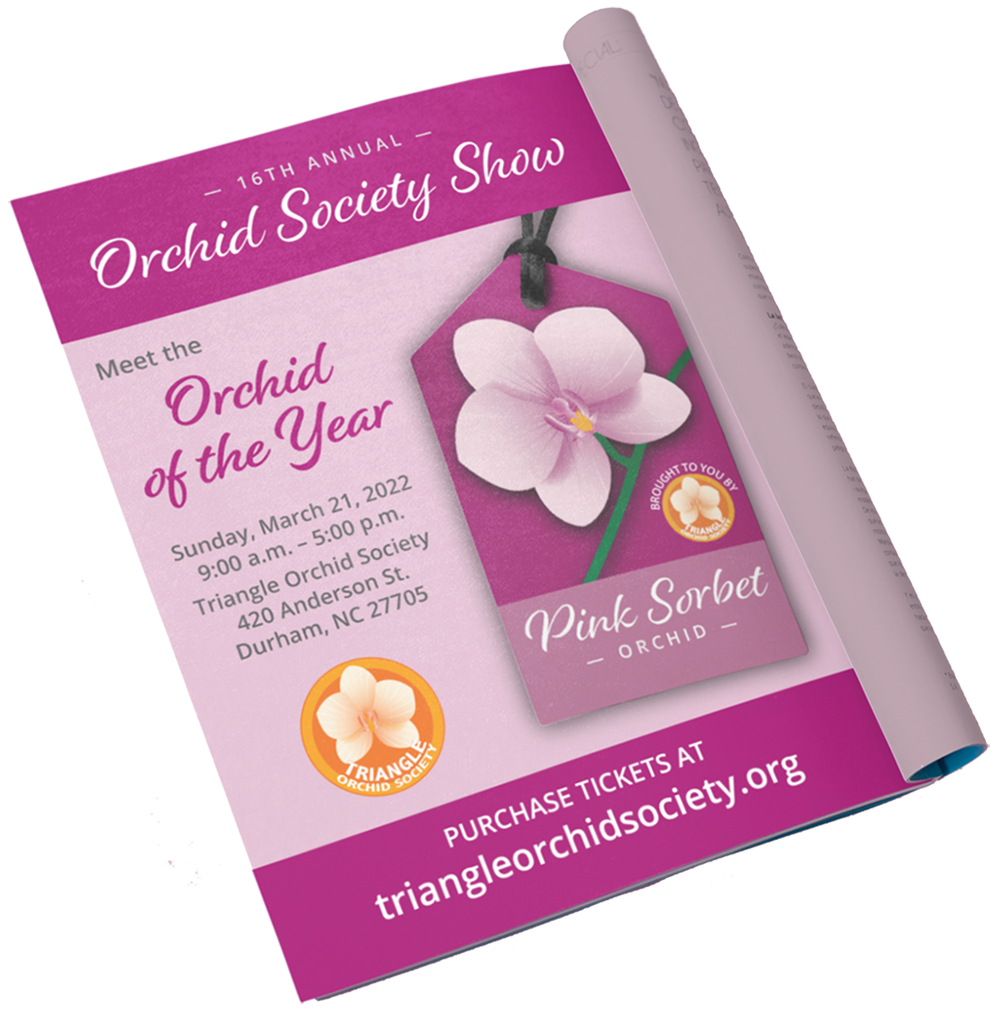 — 16TH ANNUAL —
Orchid Society Show
Meet the
Orchid
of the Year
Sunday, March 21, 2022
9:00 a.m. – 5:00 p.m.
Triangle Orchid Society
420 Anderson St.
Durham, NC 27705
TRIANGLE
ORCHID SOCIETY
BROUGHT TO YOU BY
TRIANGLE
ORCHID SOCIETY
Pink Sorbet
— ORCHID —
PURCHASE TICKETS AT
triangleorchidsociety.org